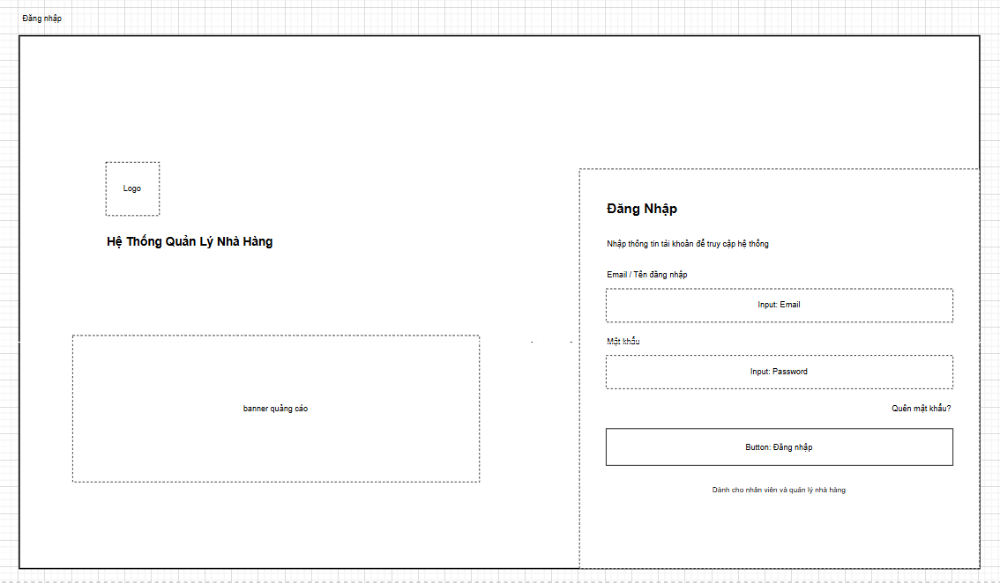 Đăng nhập
Logo
Hệ Thống Quản Lý Nhà Hàng
banner quảng cáo
Đăng Nhập
Nhập thông tin tài khoản để truy cập hệ thống
Email / Tên đăng nhập
Input: Email
Mật khẩu
Input: Password
Quên mật khẩu?
Button: Đăng nhập
Dành cho nhân viên và quản lý nhà hàng